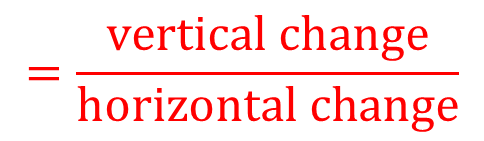 vertical change
=
horizontal change